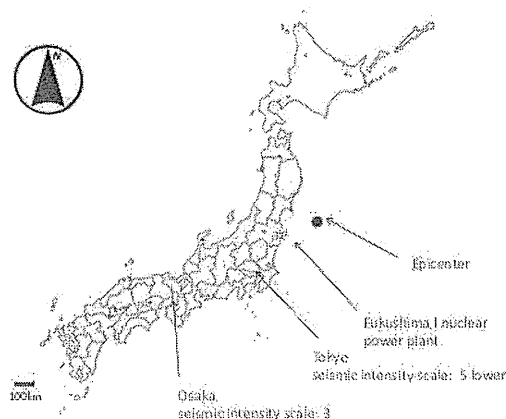 N
Epicenter
Fukushima I nuclear
power plant
Tokyo
seismic intensity scale: 5 lower
100km
Osaka
seismic intensity scale: 3